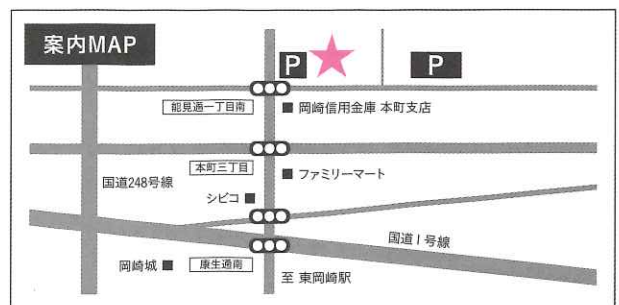 案内MAP
P
P
能見通一丁目南
岡崎信用金庫 本町支店
本町三丁目
ファミリーマート
国道248号線
シビコ
国道1号線
岡崎城
康生通南
至 東岡崎駅